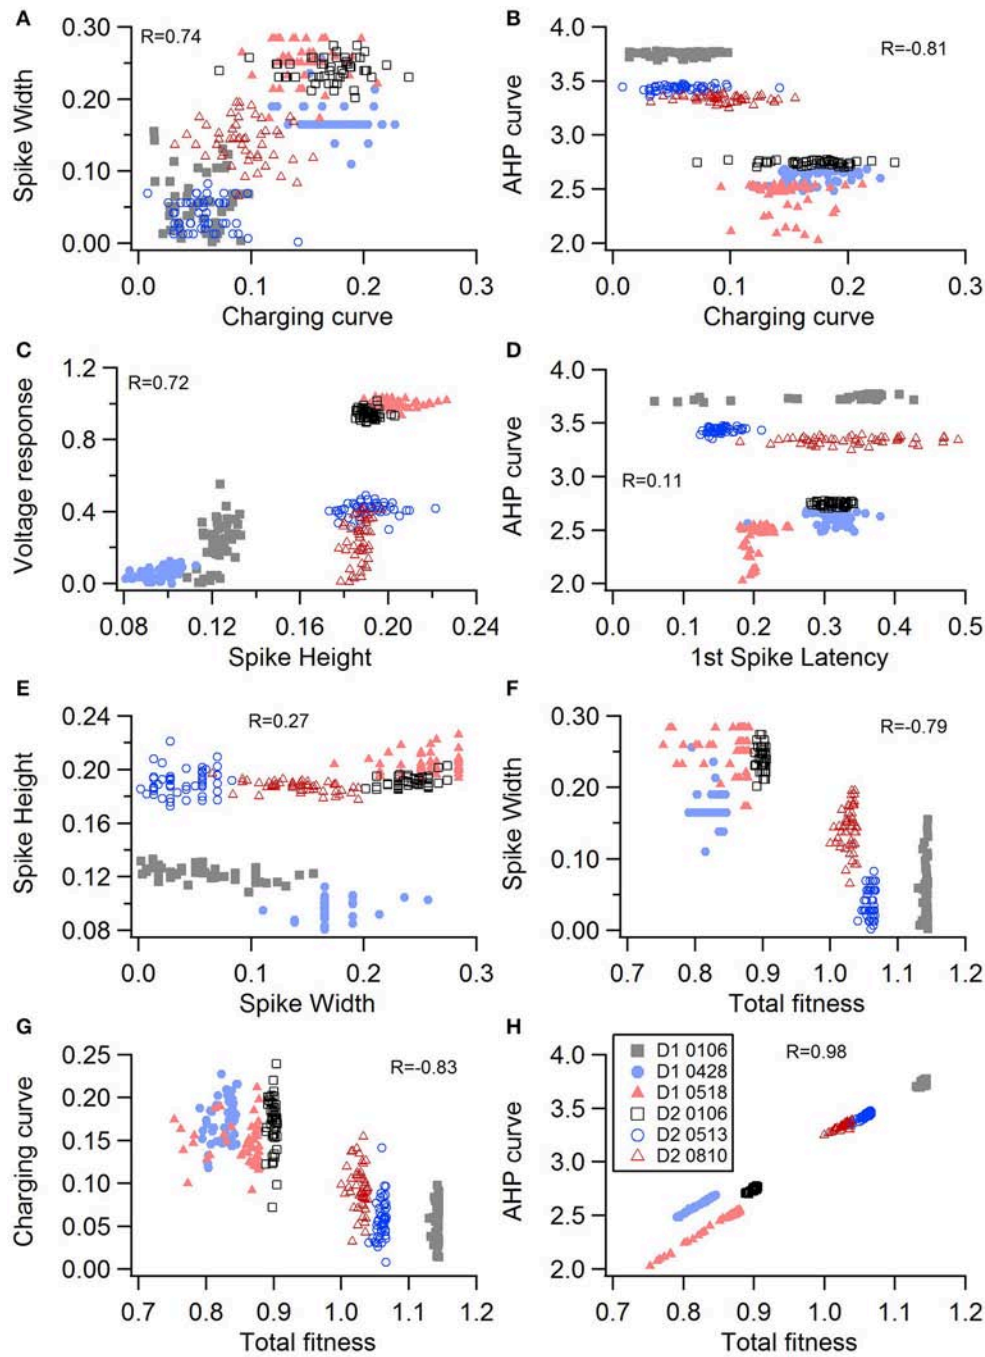 A
R=0.74
Spike Width
0.30
0.20
0.10
0.00
0.0 0.1 0.2 0.3
Charging curve
B
R=-0.81
AHP curve
4.0
3.5
3.0
2.5
2.0
0.0 0.1 0.2 0.3
Charging curve
C
R=0.72
Voltage response
1.2
0.8
0.4
0.0
0.08 0.12 0.16 0.20 0.24
Spike Height
D
R=0.11
AHP curve
4.0
3.5
3.0
2.5
2.0
0.0 0.1 0.2 0.3 0.4 0.5
1st Spike Latency
E
R=0.27
Spike Height
0.24
0.20
0.16
0.12
0.08
0.0 0.1 0.2 0.3
Spike Width
F
R=-0.79
Spike Width
0.30
0.20
0.10
0.00
0.7 0.8 0.9 1.0 1.1 1.2
Total fitness
G
R=-0.83
Charging curve
0.25
0.20
0.15
0.10
0.05
0.00
0.7 0.8 0.9 1.0 1.1 1.2
Total fitness
H
D1 0106
D1 0428
D1 0518
D2 0106
D2 0513
D2 0810
R=0.98
AHP curve
4.0
3.5
3.0
2.5
2.0
0.7 0.8 0.9 1.0 1.1 1.2
Total fitness